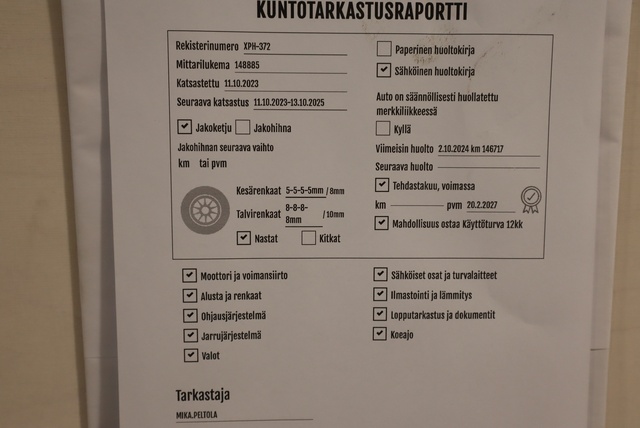 KUNTOTARKASTUSRAPORTTI
Rekisterinumero XPH-372
Mittarilukema 148885
Katsastettu 11.10.2023
Seuraava katsastus 11.10.2023-13.10.2025
Jakoketju Jakohihna
Jakohihnan seuraava vaihto
km tai pvm
Kesärenkaat 5-5-5-5mm / 8mm
Talvirenkaat 8-8-8-8mm / 10mm
Nastat Kitkat
Paperinen huoltokirja
Sähköinen huoltokirja
Auto on säännöllisesti huollatettu
merkkiliikkeessä
Kyllä
Viimeisin huolto 2.10.2024 km 146717
Seuraava huolto
Tehdastakuu, voimassa
km pvm 20.2.2027
Mahdollisuus ostaa Käyttöturva 12kk
Moottori ja voimansiirto
Alusta ja renkaat
Ohjausjärjestelmä
Jarrujärjestelmä
Valot
Sähköiset osat ja turvalaitteet
Ilmastointi ja lämmitys
Lopputarkastus ja dokumentit
Koeajo
Tarkastaja
MIKA.PELTOLA